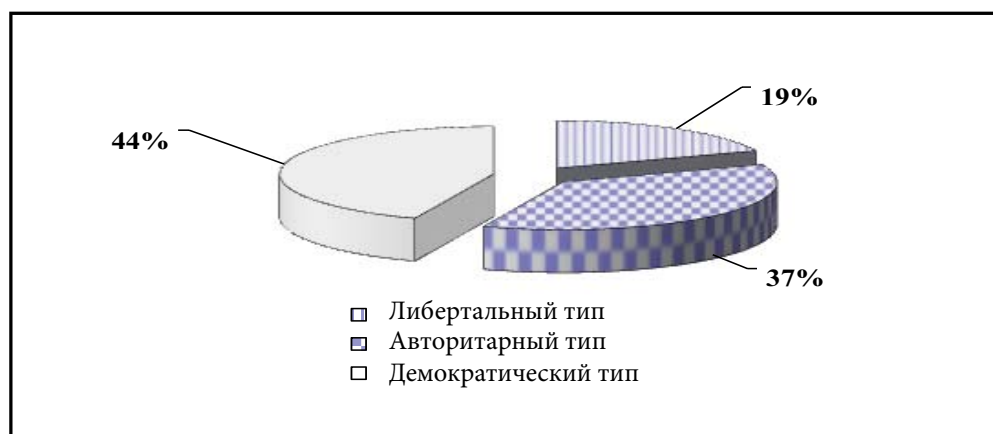 19%
44%
37%
Либертальный тип
Авторитарный тип
Демократический тип